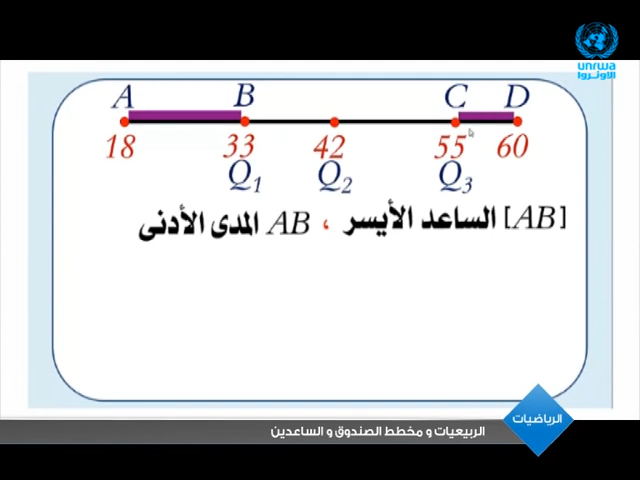 unrwa
الأونروا
A B C D
18 33 42 55 60
Q1 Q2 Q3
[AB] الساعد الأيسر ، AB المدى الأدنى
الرياضيات
الربيعيات و مخطط الصندوق و الساعدين